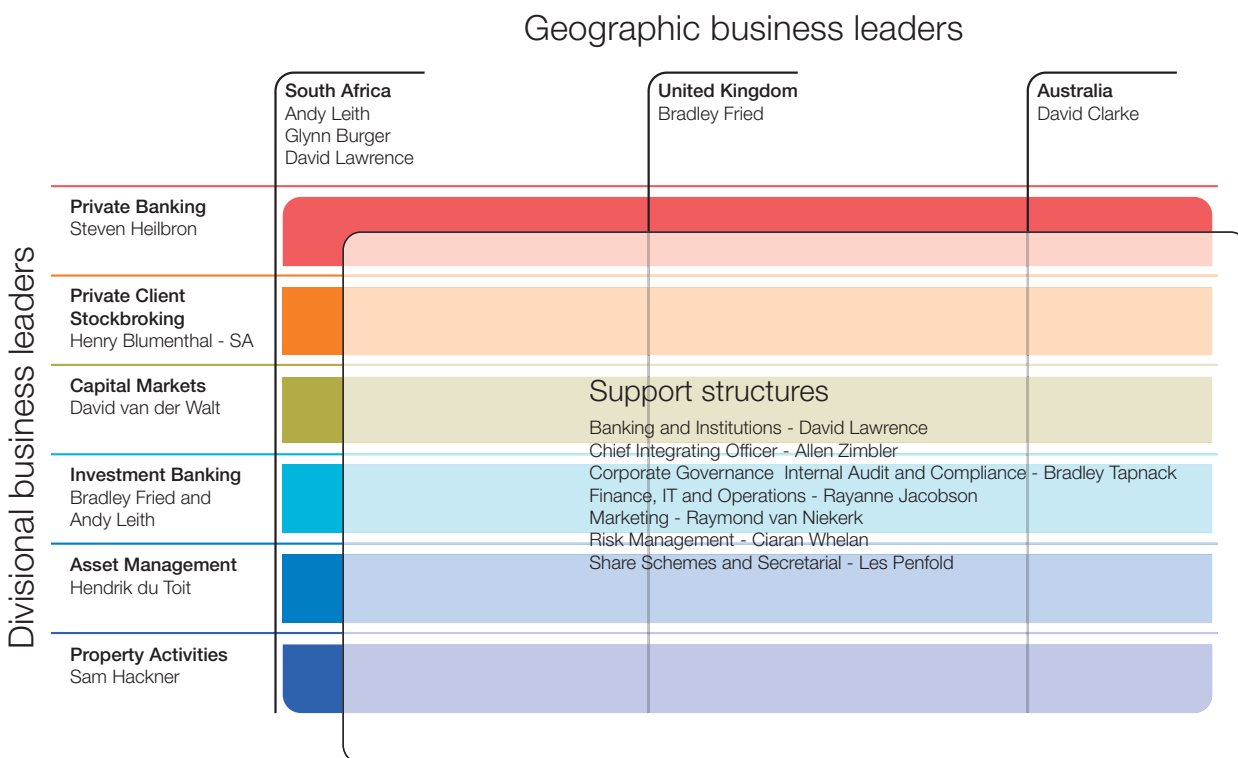 Geographic business leaders
South Africa
Andy Leith
Glynn Burger
David Lawrence
United Kingdom
Bradley Fried
Australia
David Clarke
Divisional business leaders
Private Banking
Steven Heilbron
Private Client
Stockbroking
Henry Blumenthal - SA
Capital Markets
David van der Walt
Investment Banking
Bradley Fried and
Andy Leith
Asset Management
Hendrik du Toit
Property Activities
Sam Hackner
Support structures
Banking and Institutions - David Lawrence
Chief Integrating Officer - Allen Zimbler
Corporate Governance  Internal Audit and Compliance - Bradley Tapnack
Finance, IT and Operations - Rayanne Jacobson
Marketing - Raymond van Niekerk
Risk Management - Ciaran Whelan
Share Schemes and Secretarial - Les Penfold